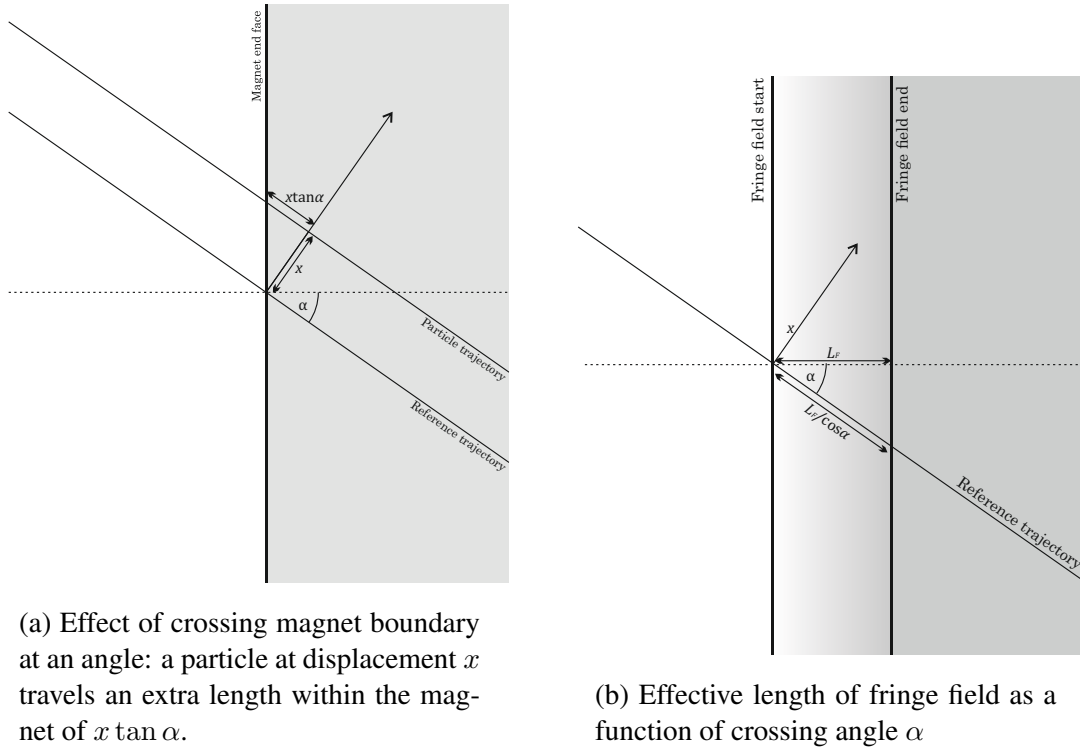 Magnet end face
x tanα
x
α
Particle trajectory
Reference trajectory
(a) Effect of crossing magnet boundary
at an angle: a particle at displacement x
travels an extra length within the mag-
net of x tan α.
Fringe field start
Fringe field end
x
L_F
α
L_F/cosα
Reference trajectory
(b) Effective length of fringe field as a
function of crossing angle α